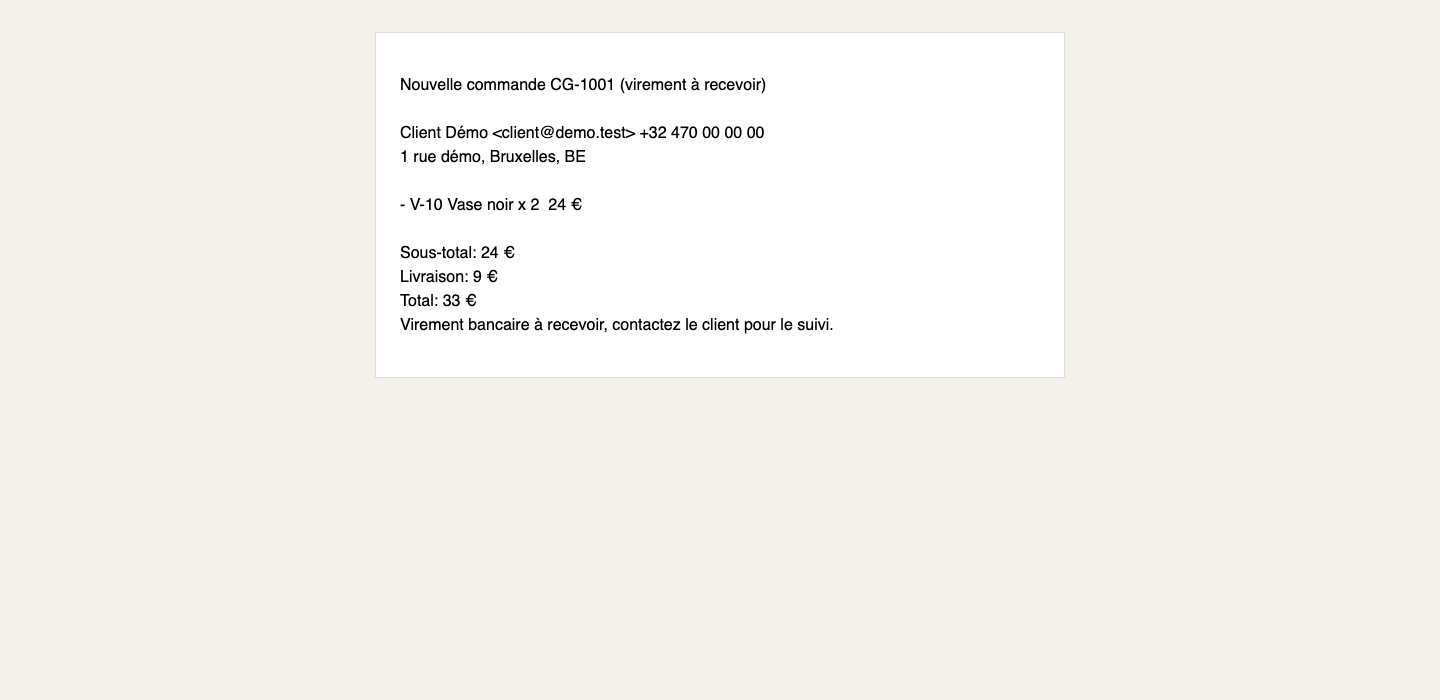 Nouvelle commande CG-1001 (virement à recevoir)
Client Démo <client@demo.test> +32 470 00 00 00
1 rue démo, Bruxelles, BE
- V-10 Vase noir x 2  24 €
Sous-total: 24 €
Livraison: 9 €
Total: 33 €
Virement bancaire à recevoir, contactez le client pour le suivi.